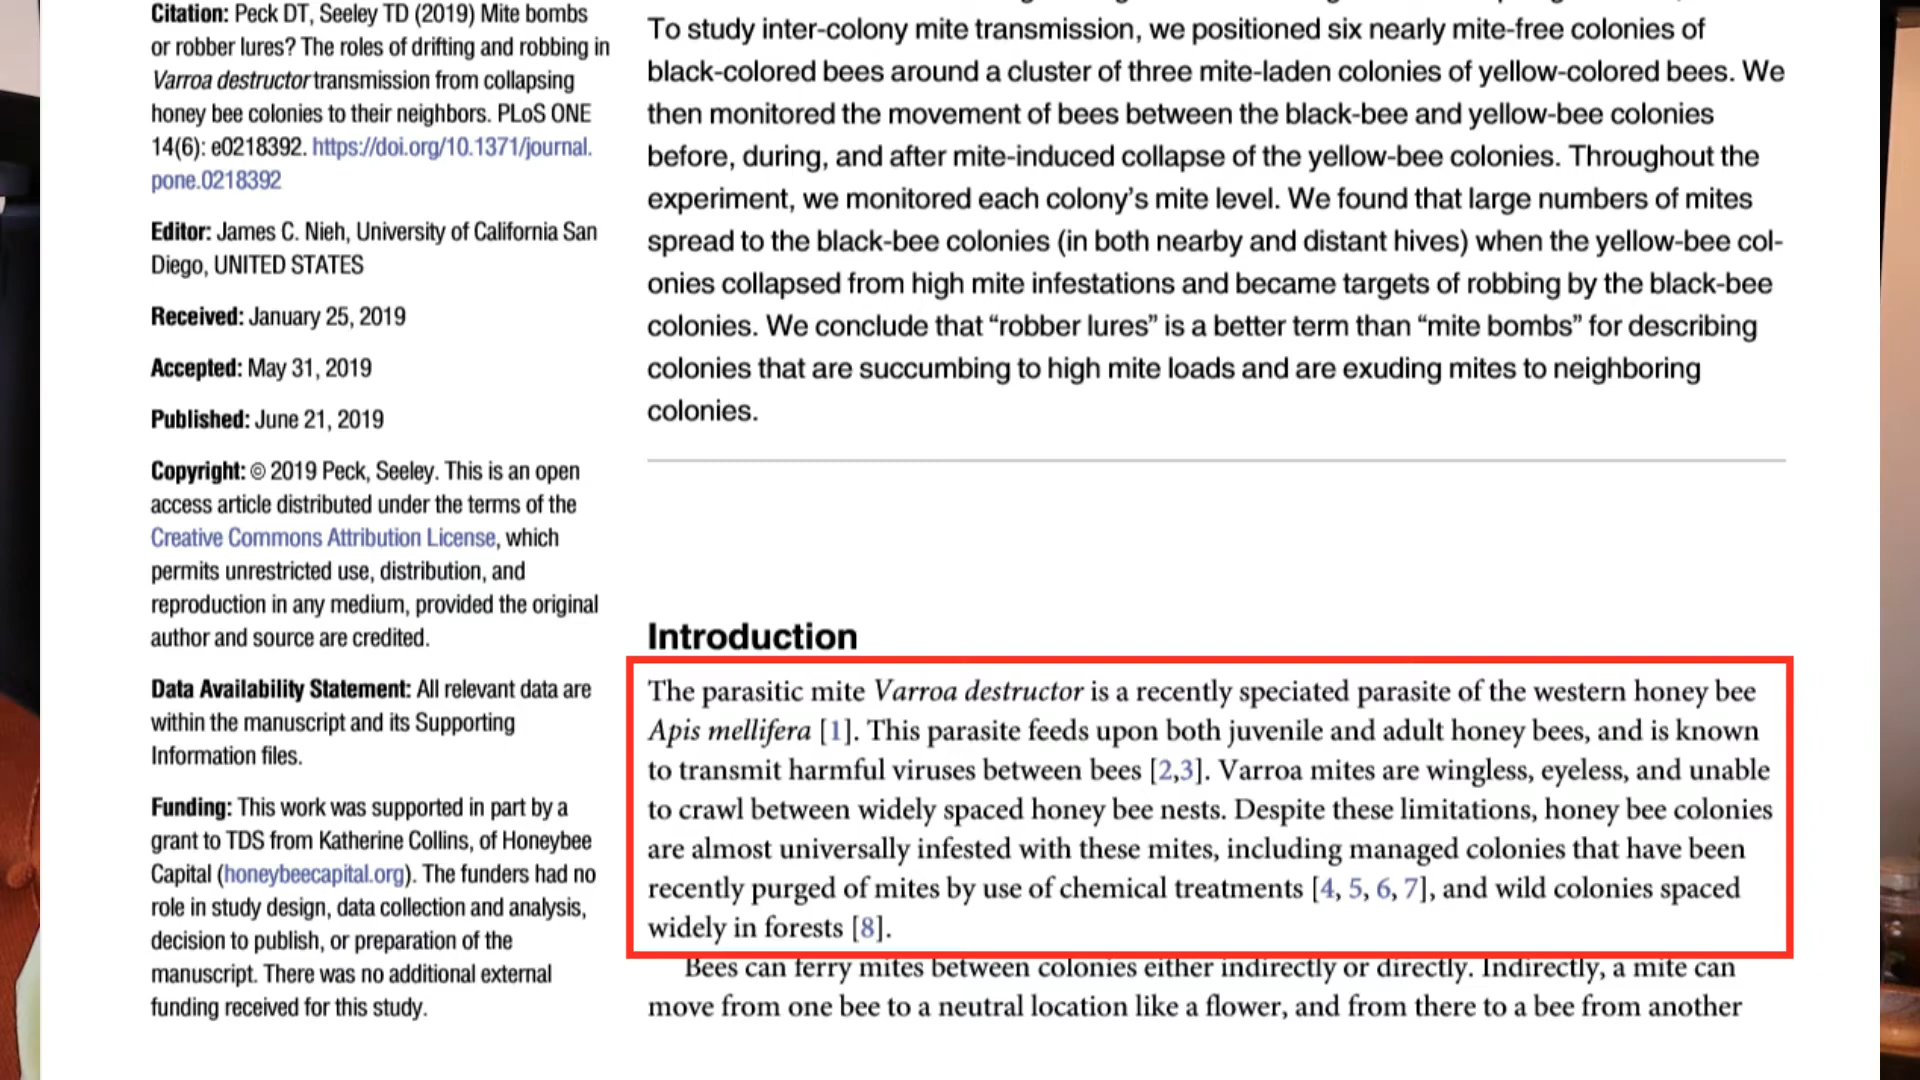 Citation: Peck DT, Seeley TD (2019) Mite bombs
or robber lures? The roles of drifting and robbing in
Varroa destructor transmission from collapsing
honey bee colonies to their neighbors. PLoS ONE
14(6): e0218392. https://doi.org/10.1371/journal.
pone.0218392
Editor: James C. Nieh, University of California San
Diego, UNITED STATES
Received: January 25, 2019
Accepted: May 31, 2019
Published: June 21, 2019
Copyright: © 2019 Peck, Seeley. This is an open
access article distributed under the terms of the
Creative Commons Attribution License, which
permits unrestricted use, distribution, and
reproduction in any medium, provided the original
author and source are credited.
Data Availability Statement: All relevant data are
within the manuscript and its Supporting
Information files.
Funding: This work was supported in part by a
grant to TDS from Katherine Collins, of Honeybee
Capital (honeybeecapital.org). The funders had no
role in study design, data collection and analysis,
decision to publish, or preparation of the
manuscript. There was no additional external
funding received for this study.
To study inter-colony mite transmission, we positioned six nearly mite-free colonies of
black-colored bees around a cluster of three mite-laden colonies of yellow-colored bees. We
then monitored the movement of bees between the black-bee and yellow-bee colonies
before, during, and after mite-induced collapse of the yellow-bee colonies. Throughout the
experiment, we monitored each colony's mite level. We found that large numbers of mites
spread to the black-bee colonies (in both nearby and distant hives) when the yellow-bee col-
onies collapsed from high mite infestations and became targets of robbing by the black-bee
colonies. We conclude that “robber lures” is a better term than “mite bombs” for describing
colonies that are succumbing to high mite loads and are exuding mites to neighboring
colonies.
Introduction
The parasitic mite Varroa destructor is a recently speciated parasite of the western honey bee
Apis mellifera [1]. This parasite feeds upon both juvenile and adult honey bees, and is known
to transmit harmful viruses between bees [2,3]. Varroa mites are wingless, eyeless, and unable
to crawl between widely spaced honey bee nests. Despite these limitations, honey bee colonies
are almost universally infested with these mites, including managed colonies that have been
recently purged of mites by use of chemical treatments [4, 5, 6, 7], and wild colonies spaced
widely in forests [8].
Bees can ferry mites between colonies either indirectly or directly. Indirectly, a mite can
move from one bee to a neutral location like a flower, and from there to a bee from another